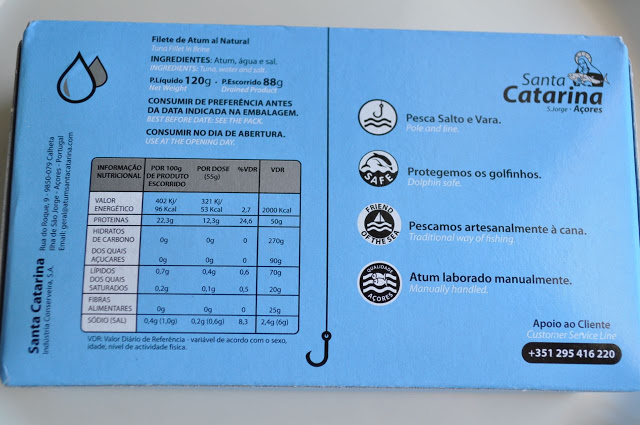 Filete de Atum al Natural
Tuna Fillet in Brine
INGREDIENTES: Atum, água e sal.
INGREDIENTS: Tuna, water and salt.
P.Líquido 120g · P.Escorrido 88g
Net Weight Drained Product
CONSUMIR DE PREFERÊNCIA ANTES
DA DATA INDICADA NA EMBALAGEM.
BEST BEFORE DATE: SEE THE PACK.
CONSUMIR NO DIA DE ABERTURA.
USE AT THE OPENING DAY.
INFORMAÇÃO NUTRICIONAL POR 100g DE PRODUTO ESCORRIDO POR DOSE (55g) %VDR VDR
VALOR ENERGÉTICO 402 Kj/ 96 Kcal 321 Kj/ 53 Kcal 2,7 2000 Kcal
PROTEINAS 22,3g 12,3g 24,6 50g
HIDRATOS DE CARBONO 0g 0g 0 270g
DOS QUAIS AÇUCARES 0g 0g 0 90g
LÍPIDOS 0,7g 0,4g 0,6 70g
DOS QUAIS SATURADOS 0,2g 0,1g 0,5 20g
FIBRAS ALIMENTARES 0g 0g 0 25g
SÓDIO (SAL) 0,4g (1,0g) 0,2g (0,6g) 8,3 2,4g (6g)
VDR: Valor Diário de Referência - variável de acordo com o sexo,
idade, nível de actividade física.
Santa Catarina
Indústria Conserveira, S.A.
Rua do Roque, 9 - 9850-079 Calheta
Ilha de São Jorge - Açores - Portugal
Email: geral@atumsantacatarina.com
Santa
Catarina
S.Jorge · Açores
Pesca Salto e Vara.
Pole and line.
SAFE
Protegemos os golfinhos.
Dolphin safe.
FRIEND
OF THE SEA
Pescamos artesanalmente à cana.
Traditional way of fishing.
QUALIDADE
AÇORES
Atum laborado manualmente.
Manually handled.
Apoio ao Cliente
Customer Service Line
+351 295 416 220